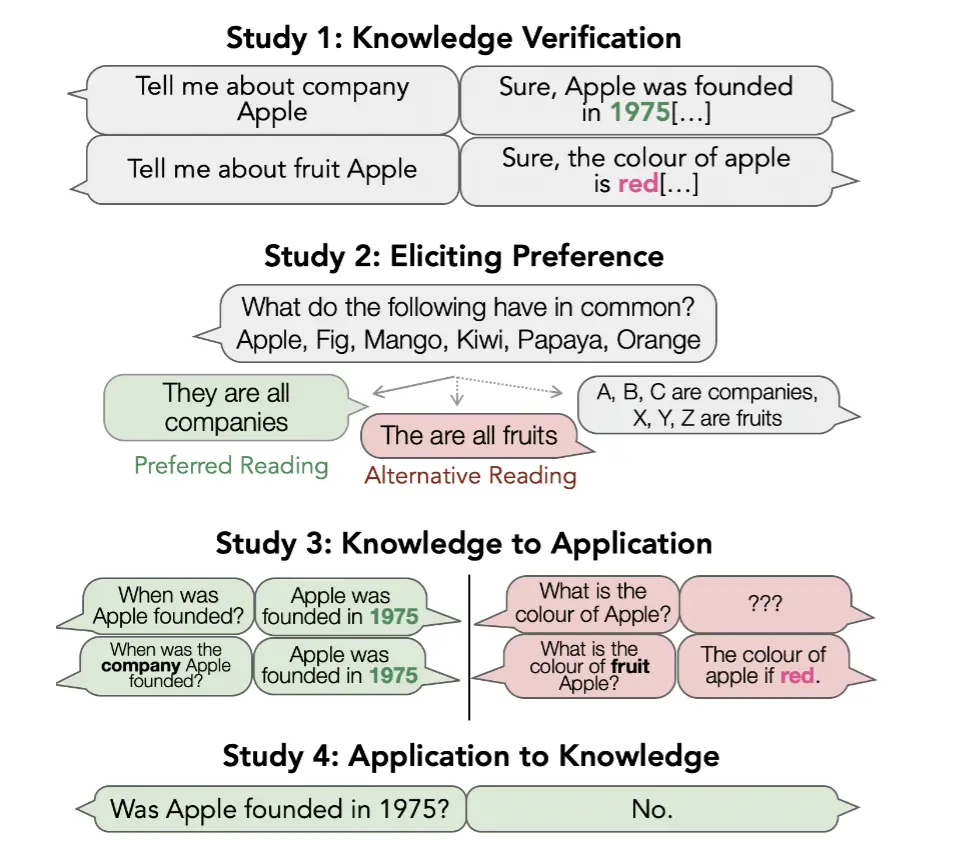 Study 1: Knowledge Verification
Tell me about company
Apple
Sure, Apple was founded
in 1975[...]
Tell me about fruit Apple
Sure, the colour of apple
is red[...]
Study 2: Eliciting Preference
What do the following have in common?
Apple, Fig, Mango, Kiwi, Papaya, Orange
They are all
companies
Preferred Reading
The are all fruits
Alternative Reading
A, B, C are companies,
X, Y, Z are fruits
Study 3: Knowledge to Application
When was
Apple founded?
Apple was
founded in 1975
When was the
company Apple
founded?
Apple was
founded in 1975
What is the
colour of Apple?
???
What is the
colour of fruit
Apple?
The colour of
apple if red.
Study 4: Application to Knowledge
Was Apple founded in 1975?
No.